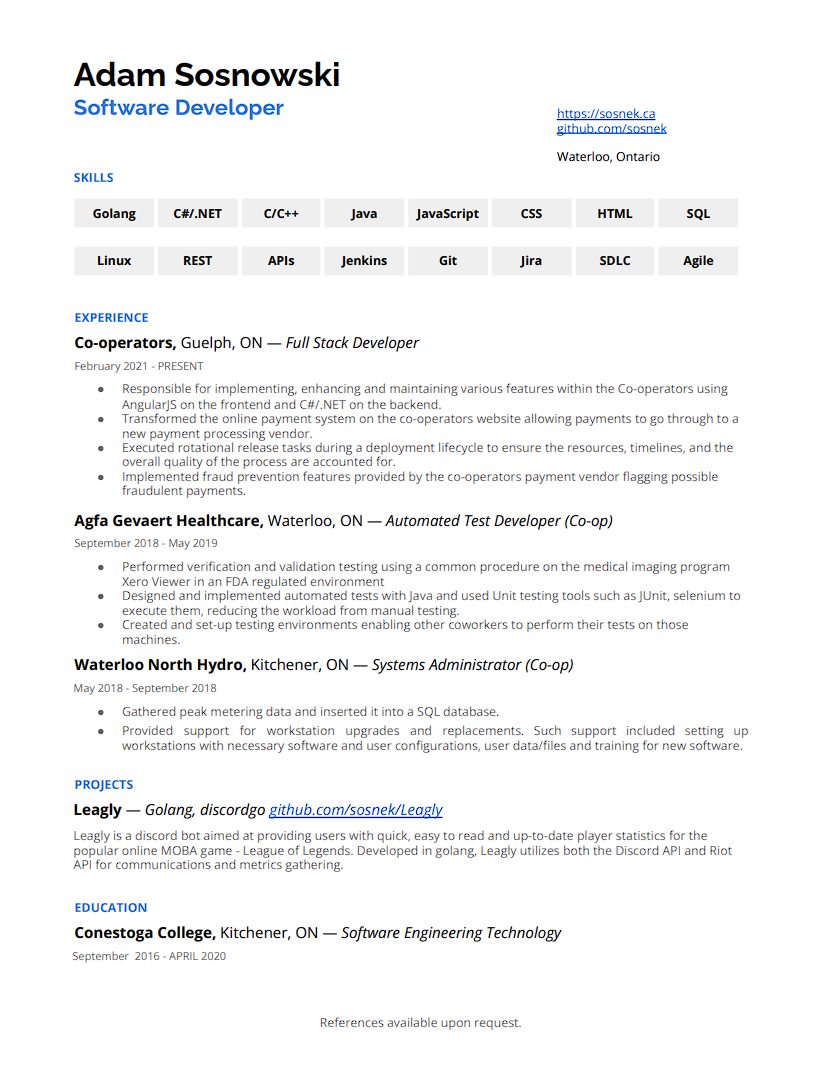 Adam Sosnowski
Software Developer
https://sosnek.ca
github.com/sosnek
Waterloo, Ontario
SKILLS
Golang C#/.NET C/C++ Java JavaScript CSS HTML SQL
Linux REST APIs Jenkins Git Jira SDLC Agile
EXPERIENCE
Co-operators, Guelph, ON — Full Stack Developer
February 2021 - PRESENT
● Responsible for implementing, enhancing and maintaining various features within the Co-operators using
AngularJS on the frontend and C#/.NET on the backend.
● Transformed the online payment system on the co-operators website allowing payments to go through to a
new payment processing vendor.
● Executed rotational release tasks during a deployment lifecycle to ensure the resources, timelines, and the
overall quality of the process are accounted for.
● Implemented fraud prevention features provided by the co-operators payment vendor flagging possible
fraudulent payments.
Agfa Gevaert Healthcare, Waterloo, ON — Automated Test Developer (Co-op)
September 2018 - May 2019
● Performed verification and validation testing using a common procedure on the medical imaging program
Xero Viewer in an FDA regulated environment
● Designed and implemented automated tests with Java and used Unit testing tools such as JUnit, selenium to
execute them, reducing the workload from manual testing.
● Created and set-up testing environments enabling other coworkers to perform their tests on those
machines.
Waterloo North Hydro, Kitchener, ON — Systems Administrator (Co-op)
May 2018 - September 2018
● Gathered peak metering data and inserted it into a SQL database.
● Provided support for workstation upgrades and replacements. Such support included setting up
workstations with necessary software and user configurations, user data/files and training for new software.
PROJECTS
Leagly — Golang, discordgo github.com/sosnek/Leagly
Leagly is a discord bot aimed at providing users with quick, easy to read and up-to-date player statistics for the
popular online MOBA game - League of Legends. Developed in golang, Leagly utilizes both the Discord API and Riot
API for communications and metrics gathering.
EDUCATION
Conestoga College, Kitchener, ON — Software Engineering Technology
September 2016 - APRIL 2020
References available upon request.